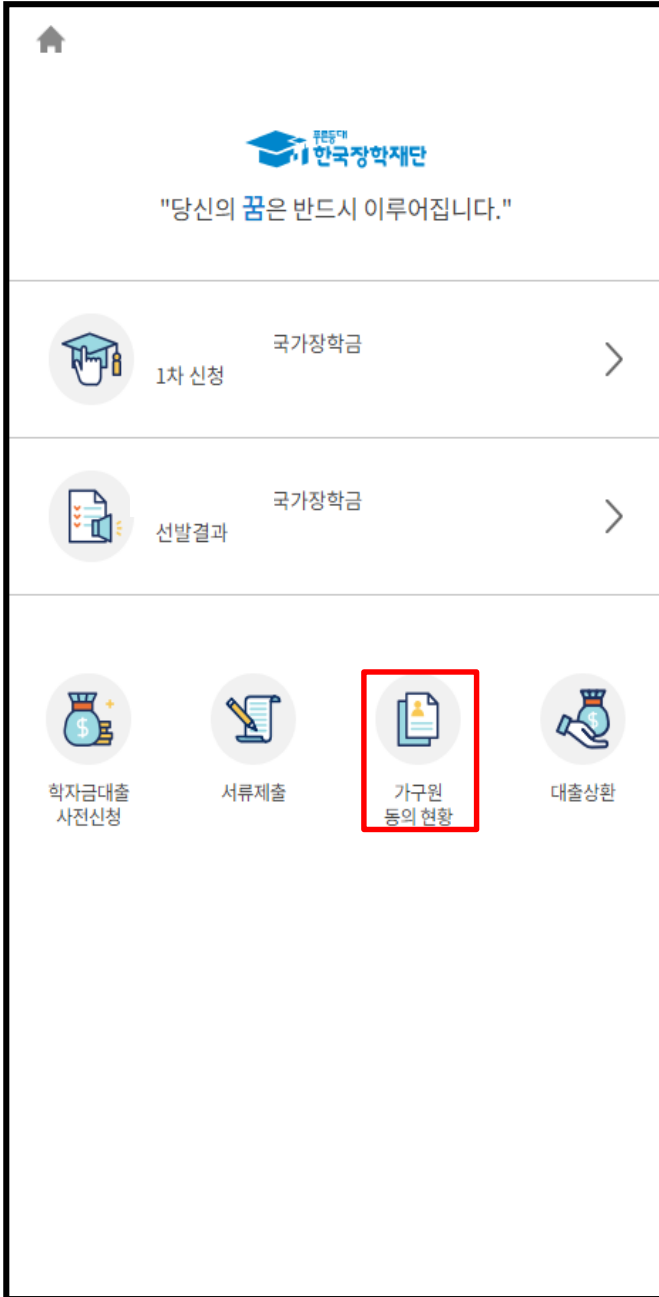 푸른등대
한국장학재단
"당신의 꿈은 반드시 이루어집니다."
국가장학금
1차 신청
국가장학금
선발결과
학자금대출
사전신청
서류제출
가구원
동의 현황
대출상환